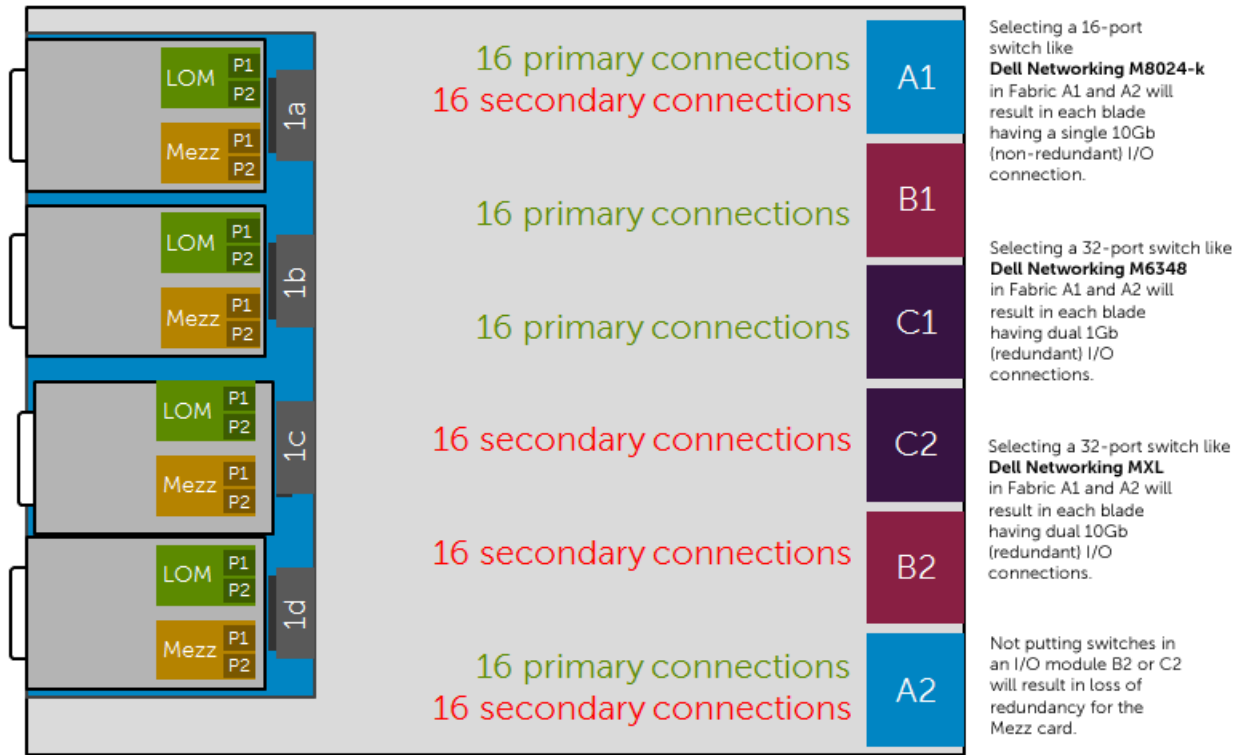 LOM P1
P2
Mezz P1
P2
1a
LOM P1
P2
Mezz P1
P2
1b
LOM P1
P2
Mezz P1
P2
1c
LOM P1
P2
Mezz P1
P2
1d
16 primary connections
16 secondary connections
A1
16 primary connections
B1
16 primary connections
C1
16 secondary connections
C2
16 secondary connections
B2
16 primary connections
16 secondary connections
A2
Selecting a 16-port
switch like
Dell Networking M8024-k
in Fabric A1 and A2 will
result in each blade
having a single 10Gb
(non-redundant) I/O
connection.
Selecting a 32-port switch like
Dell Networking M6348
in Fabric A1 and A2 will
result in each blade
having dual 1Gb
(redundant) I/O
connections.
Selecting a 32-port switch like
Dell Networking MXL
in Fabric A1 and A2 will
result in each blade
having dual 10Gb
(redundant) I/O
connections.
Not putting switches in
an I/O module B2 or C2
will result in loss of
redundancy for the
Mezz card.